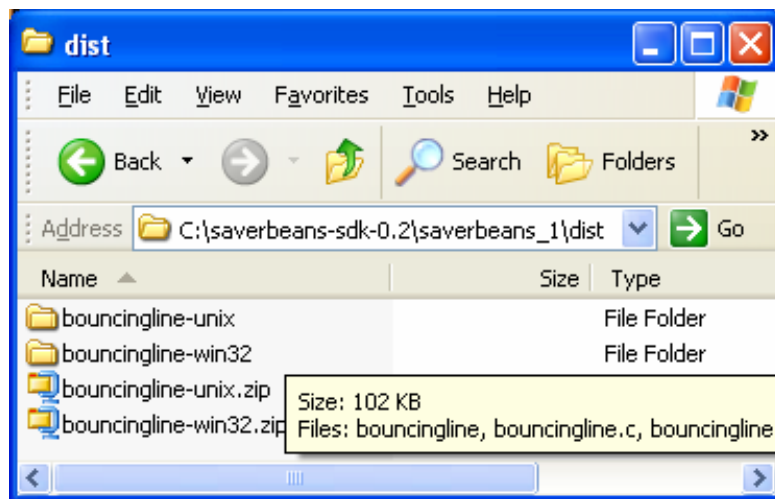 dist
File Edit View Favorites Tools Help
Back Search Folders »
Address C:\saverbeans-sdk-0.2\saverbeans_1\dist Go
Name Size Type
bouncingline-unix File Folder
bouncingline-win32 File Folder
bouncingline-unix.zip
Size: 102 KB
bouncingline-win32.zip
Files: bouncingline, bouncingline.c, bouncingline